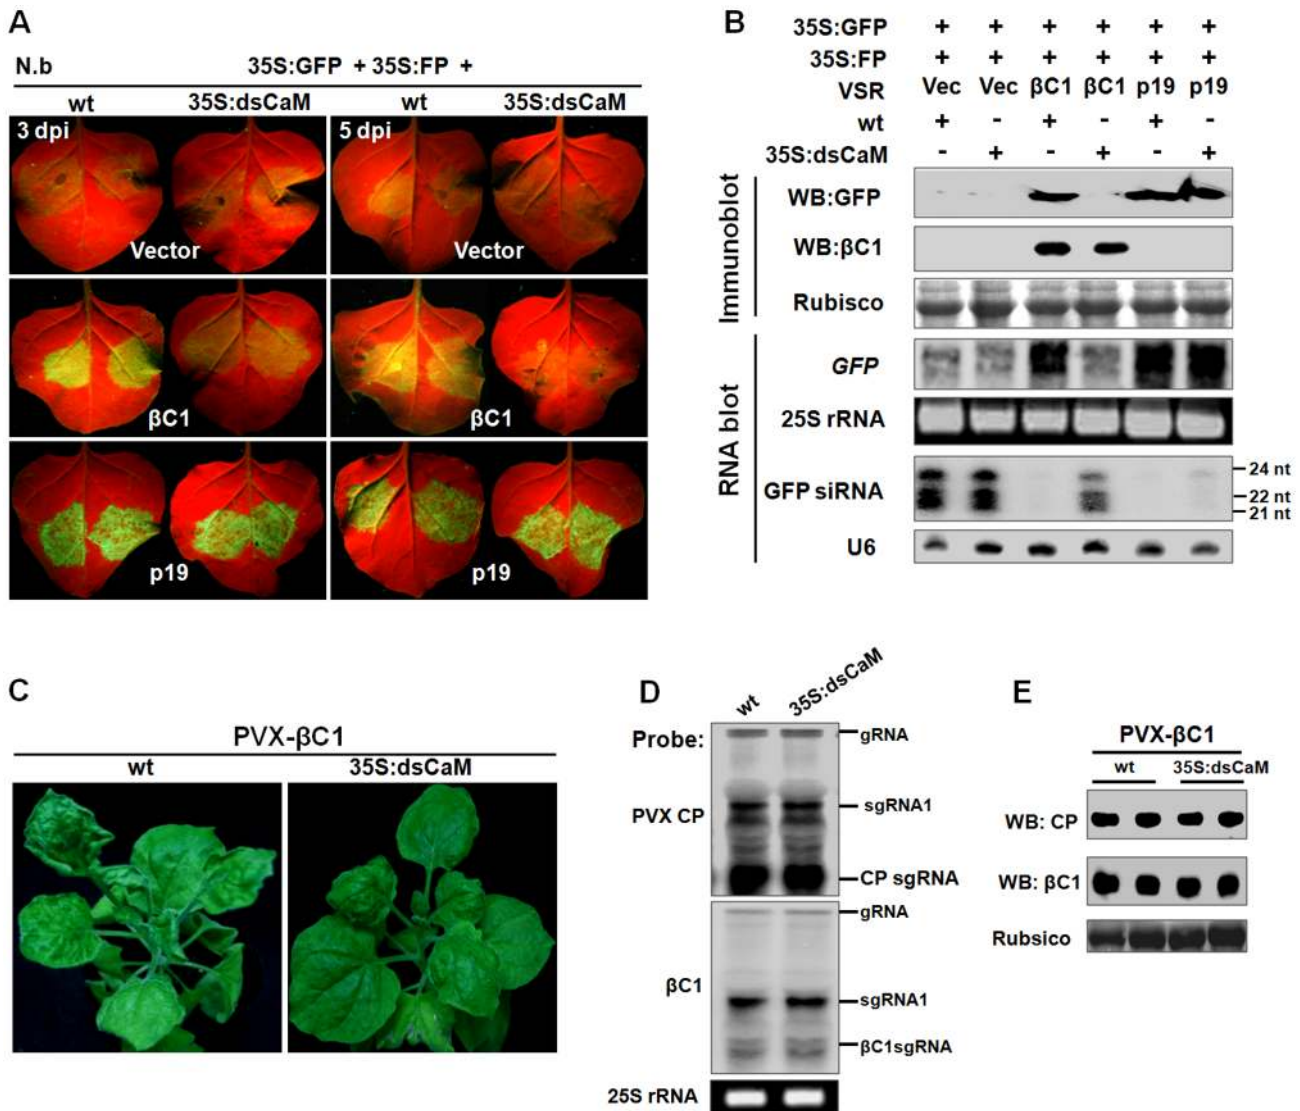 A
N.b 35S:GFP + 35S:FP +
wt 35S:dsCaM wt 35S:dsCaM
3 dpi 5 dpi
Vector Vector
βC1 βC1
p19 p19
B
35S:GFP + + + + + +
35S:FP + + + + + +
VSR Vec Vec βC1 βC1 p19 p19
wt + - + - + -
35S:dsCaM - + - + - +
Immunoblot
WB:GFP
WB:βC1
Rubisco
RNA blot
GFP
25S rRNA
GFP siRNA
24 nt
22 nt
21 nt
U6
C
PVX-βC1
wt 35S:dsCaM
D
wt 35S:dsCaM
Probe:
gRNA
PVX CP
sgRNA1
CP sgRNA
gRNA
βC1
sgRNA1
βC1sgRNA
25S rRNA
E
PVX-βC1
wt 35S:dsCaM
WB: CP
WB: βC1
Rubsico